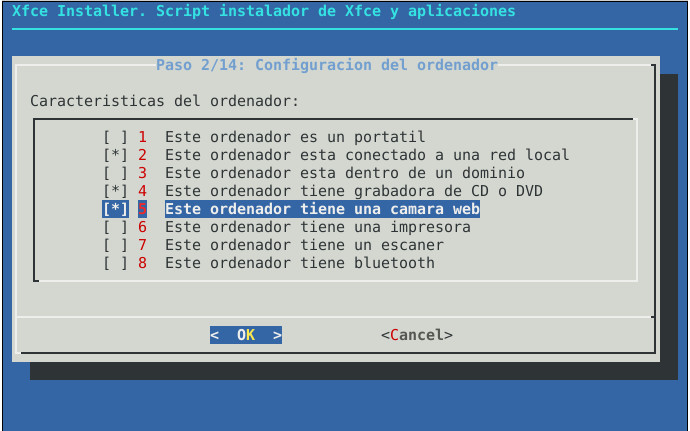 Xfce Installer. Script instalador de Xfce y aplicaciones
Paso 2/14: Configuracion del ordenador
Caracteristicas del ordenador:
[ ] 1 Este ordenador es un portatil
[*] 2 Este ordenador esta conectado a una red local
[ ] 3 Este ordenador esta dentro de un dominio
[*] 4 Este ordenador tiene grabadora de CD o DVD
[*] 5 Este ordenador tiene una camara web
[ ] 6 Este ordenador tiene una impresora
[ ] 7 Este ordenador tiene un escaner
[ ] 8 Este ordenador tiene bluetooth
< OK > <Cancel>